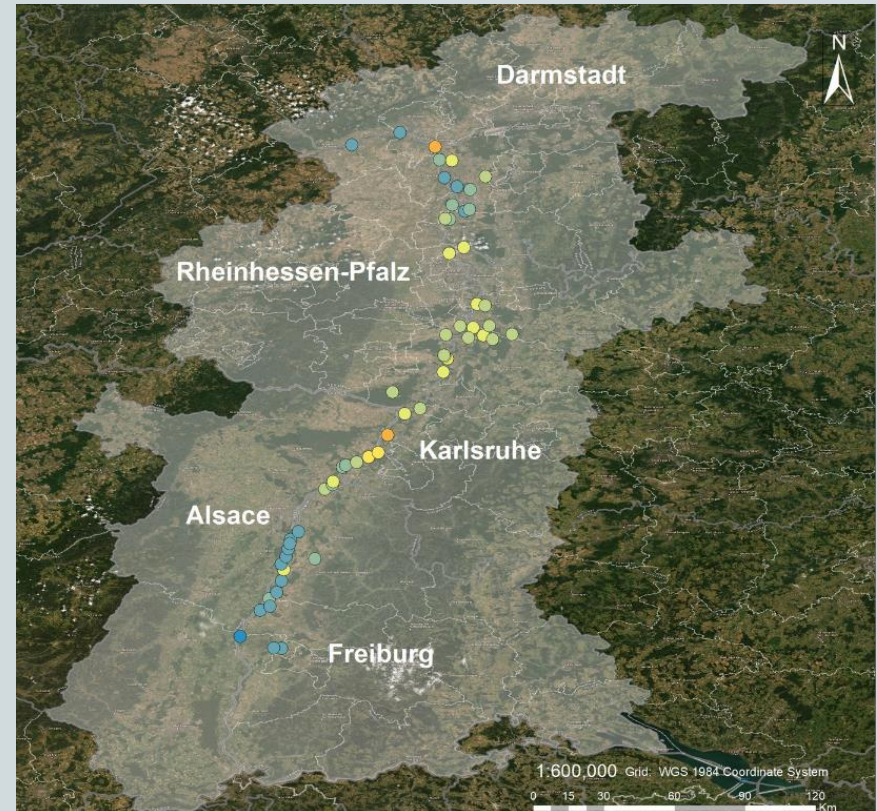 N
Darmstadt
Rheinhessen-Pfalz
Karlsruhe
Alsace
Freiburg
1:600,000 Grid: WGS 1984 Coordinate System
0 15 30 60 90 120
Km